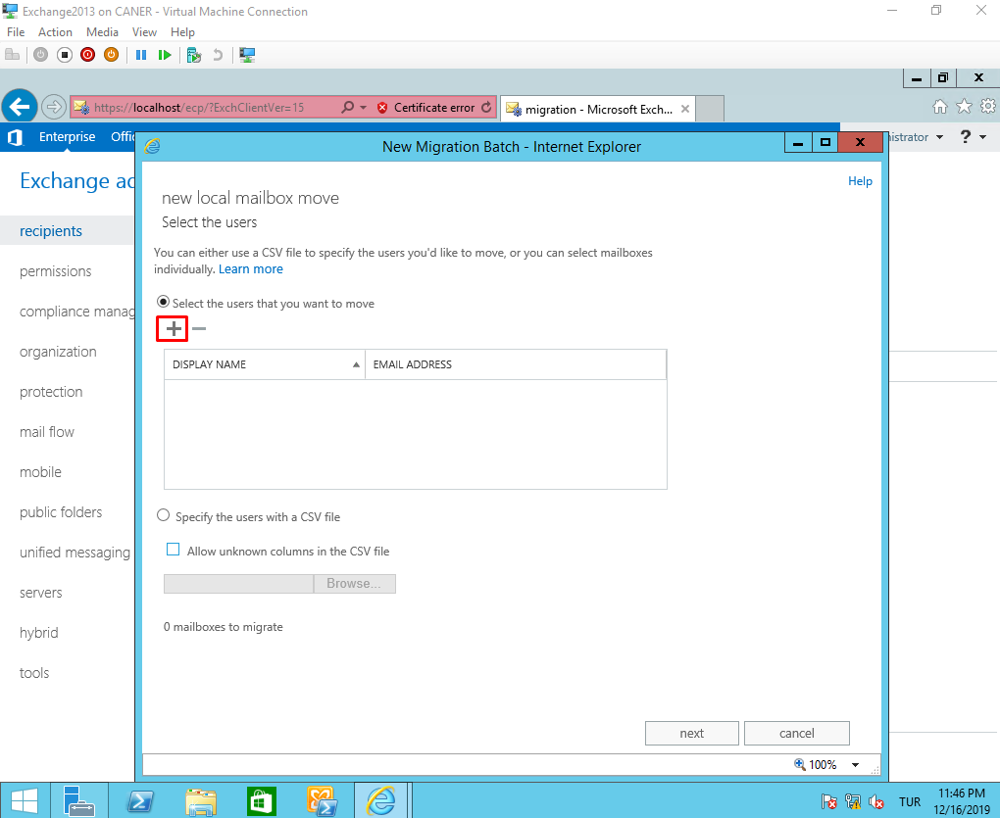 Exchange2013 on CANER - Virtual Machine Connection
File Action Media View Help
https://localhost/ecp/?ExchClientVer=15 Certificate error migration - Microsoft Exch...
Enterprise Offic istrator ?
New Migration Batch - Internet Explorer
Exchange ad
Help
new local mailbox move
Select the users
recipients
You can either use a CSV file to specify the users you'd like to move, or you can select mailboxes
individually. Learn more
permissions
Select the users that you want to move
compliance manag
organization
DISPLAY NAME EMAIL ADDRESS
protection
mail flow
mobile
public folders
Specify the users with a CSV file
unified messaging
Allow unknown columns in the CSV file
Browse...
servers
0 mailboxes to migrate
hybrid
tools
next cancel
100%
TUR
11:46 PM
12/16/2019